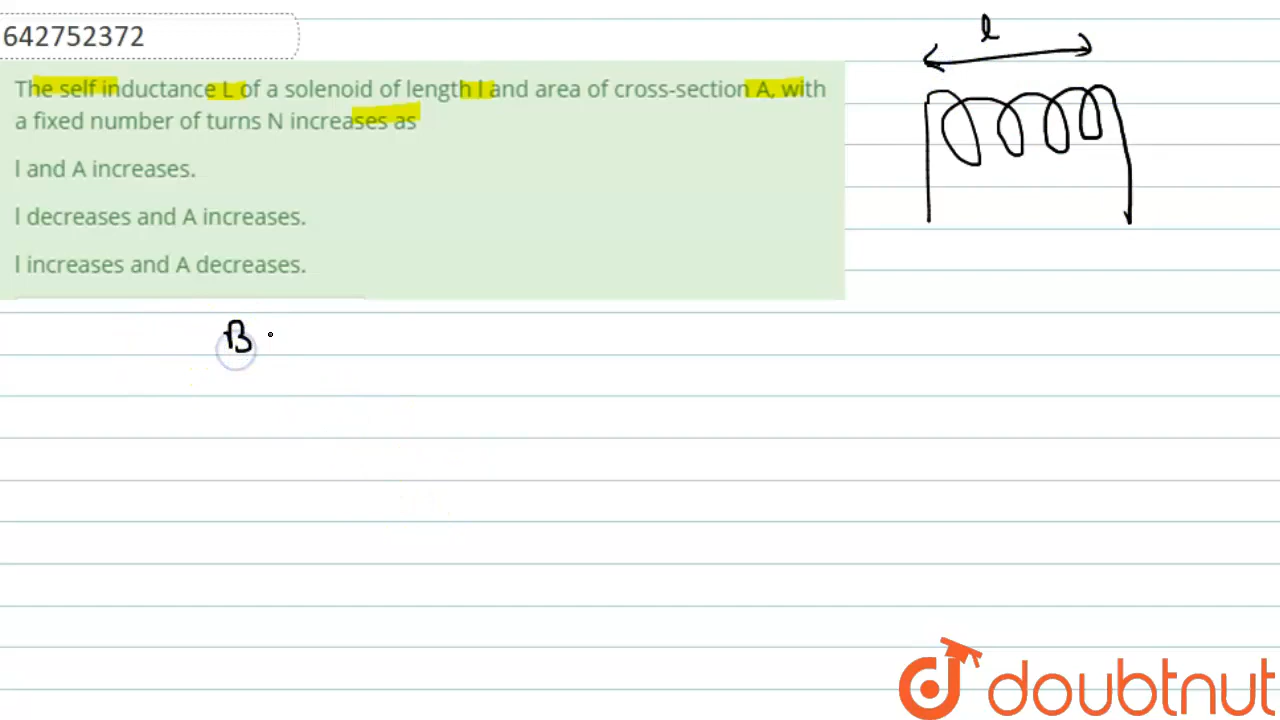 642752372
l
The self inductance L of a solenoid of length l and area of cross-section A, with
a fixed number of turns N increases as
l and A increases.
l decreases and A increases.
l increases and A decreases.
B
doubtnut